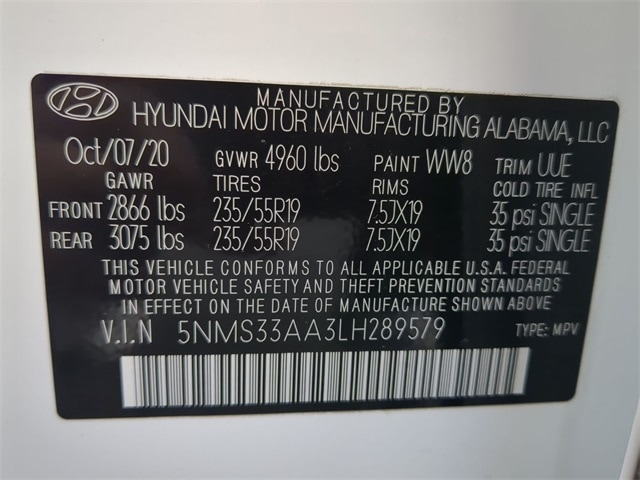 MANUFACTURED BY
HYUNDAI MOTOR MANUFACTURING ALABAMA, LLC
Oct/07/20 GVWR 4960 lbs PAINT WW8 TRIM UUE
GAWR TIRES RIMS COLD TIRE INFL
FRONT 2866 lbs 235/55R19 7.5JX19 35 psi SINGLE
REAR 3075 lbs 235/55R19 7.5JX19 35 psi SINGLE
THIS VEHICLE CONFORMS TO ALL APPLICABLE U.S.A. FEDERAL
MOTOR VEHICLE SAFETY AND THEFT PREVENTION STANDARDS
IN EFFECT ON THE DATE OF MANUFACTURE SHOWN ABOVE.
V.I.N 5NMS33AA3LH289579 TYPE: MPV